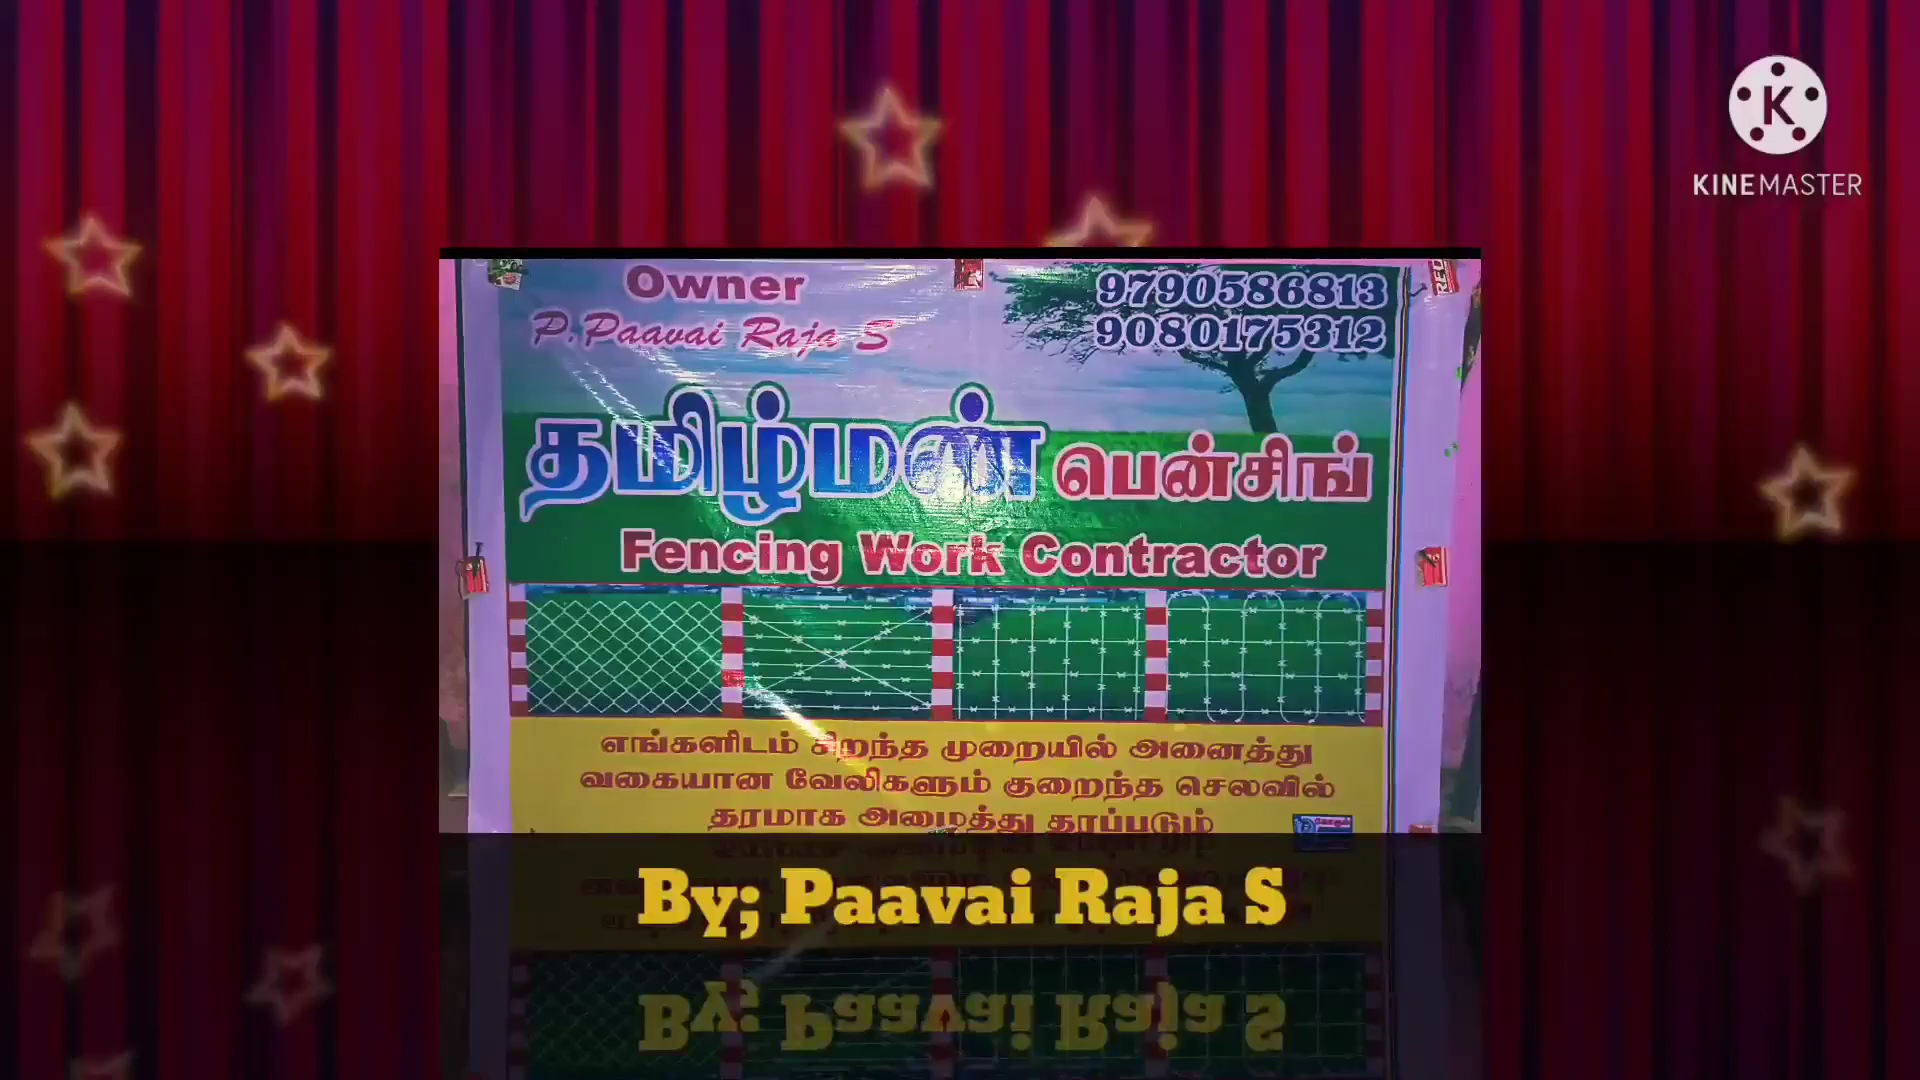 K
KINEMASTER
Owner
P.Paavai Raja S
9790586813
9080175312
தமிழ்மண் பென்சிங்
Fencing Work Contractor
எங்களிடம் சிறந்த முறையில் அனைத்து
வகையான வேலிகளும் குறைந்த செலவில்
தரமாக அமைத்து தரப்படும்
By; Paavai Raja S